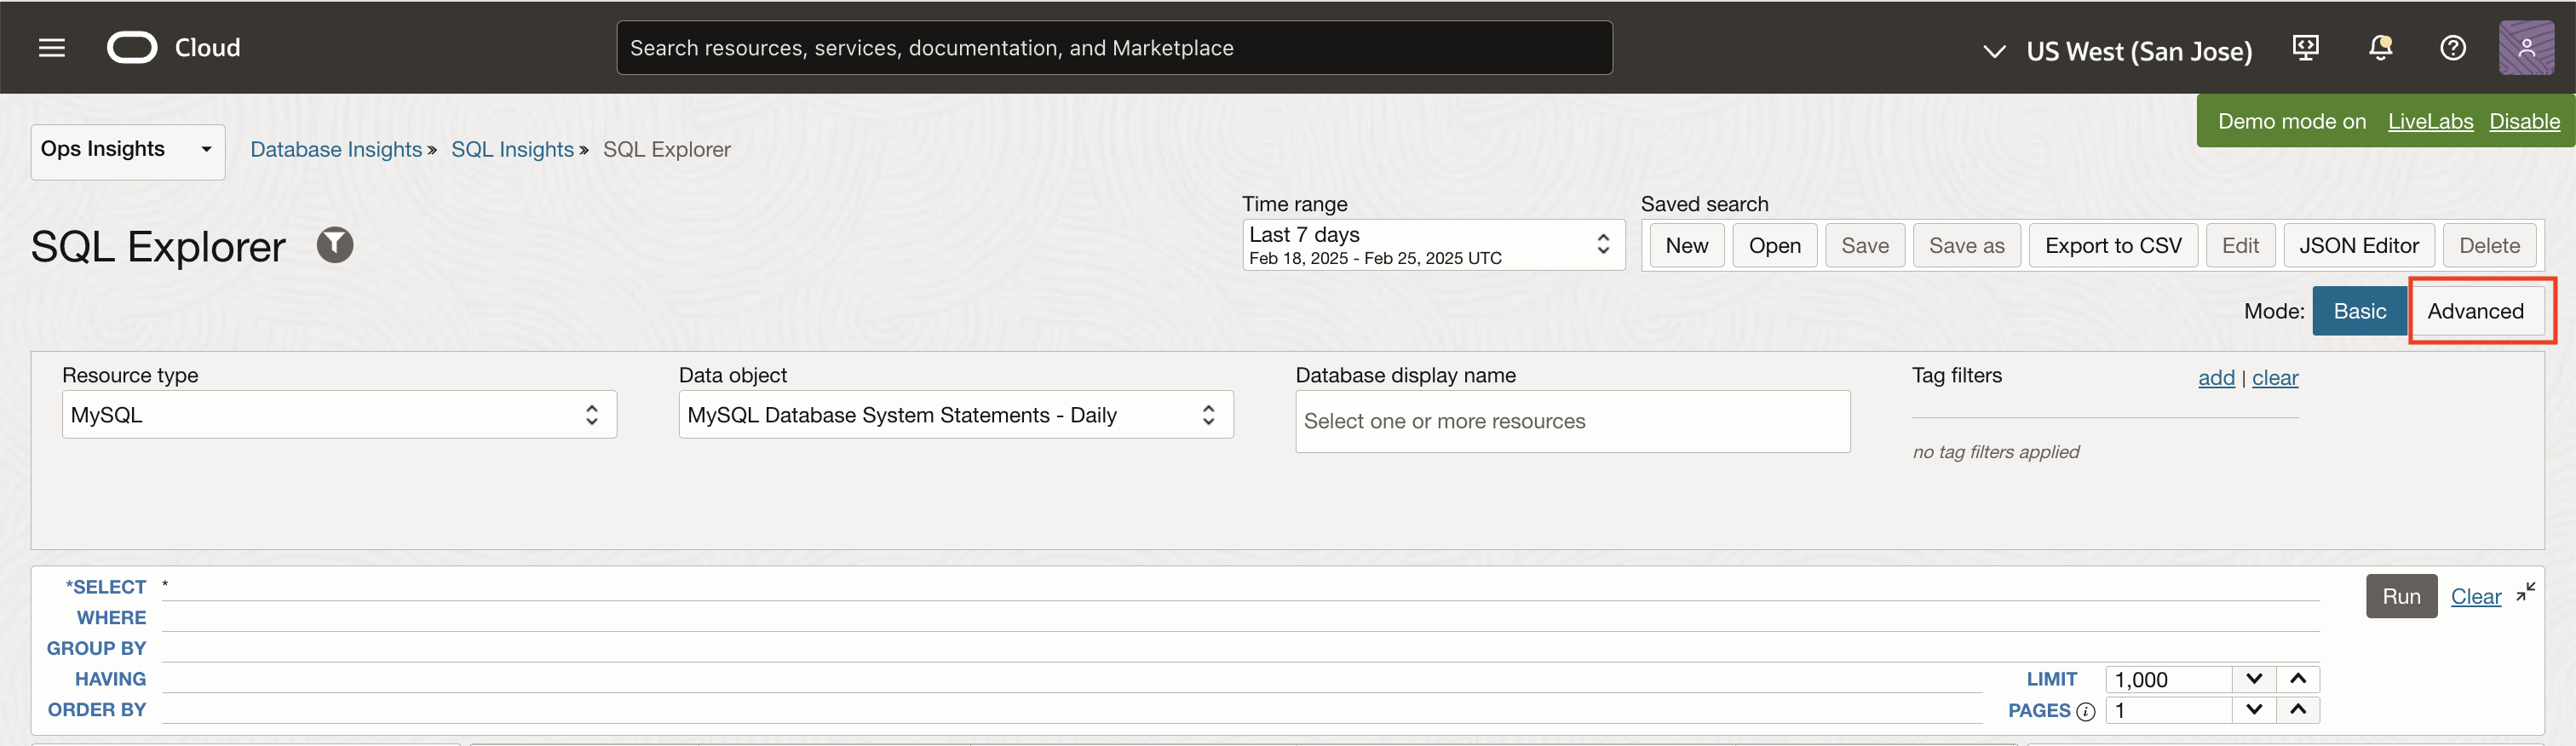 Cloud
Search resources, services, documentation, and Marketplace
US West (San Jose)
Demo mode on LiveLabs Disable
Ops Insights
Database Insights » SQL Insights » SQL Explorer
SQL Explorer
Time range
Last 7 days
Feb 18, 2025 - Feb 25, 2025 UTC
Saved search
New Open Save Save as Export to CSV Edit JSON Editor Delete
Mode: Basic Advanced
Resource type
MySQL
Data object
MySQL Database System Statements - Daily
Database display name
Select one or more resources
Tag filters
add | clear
no tag filters applied
*SELECT *
WHERE
GROUP BY
HAVING
ORDER BY
LIMIT 1,000
PAGES i 1
Run Clear